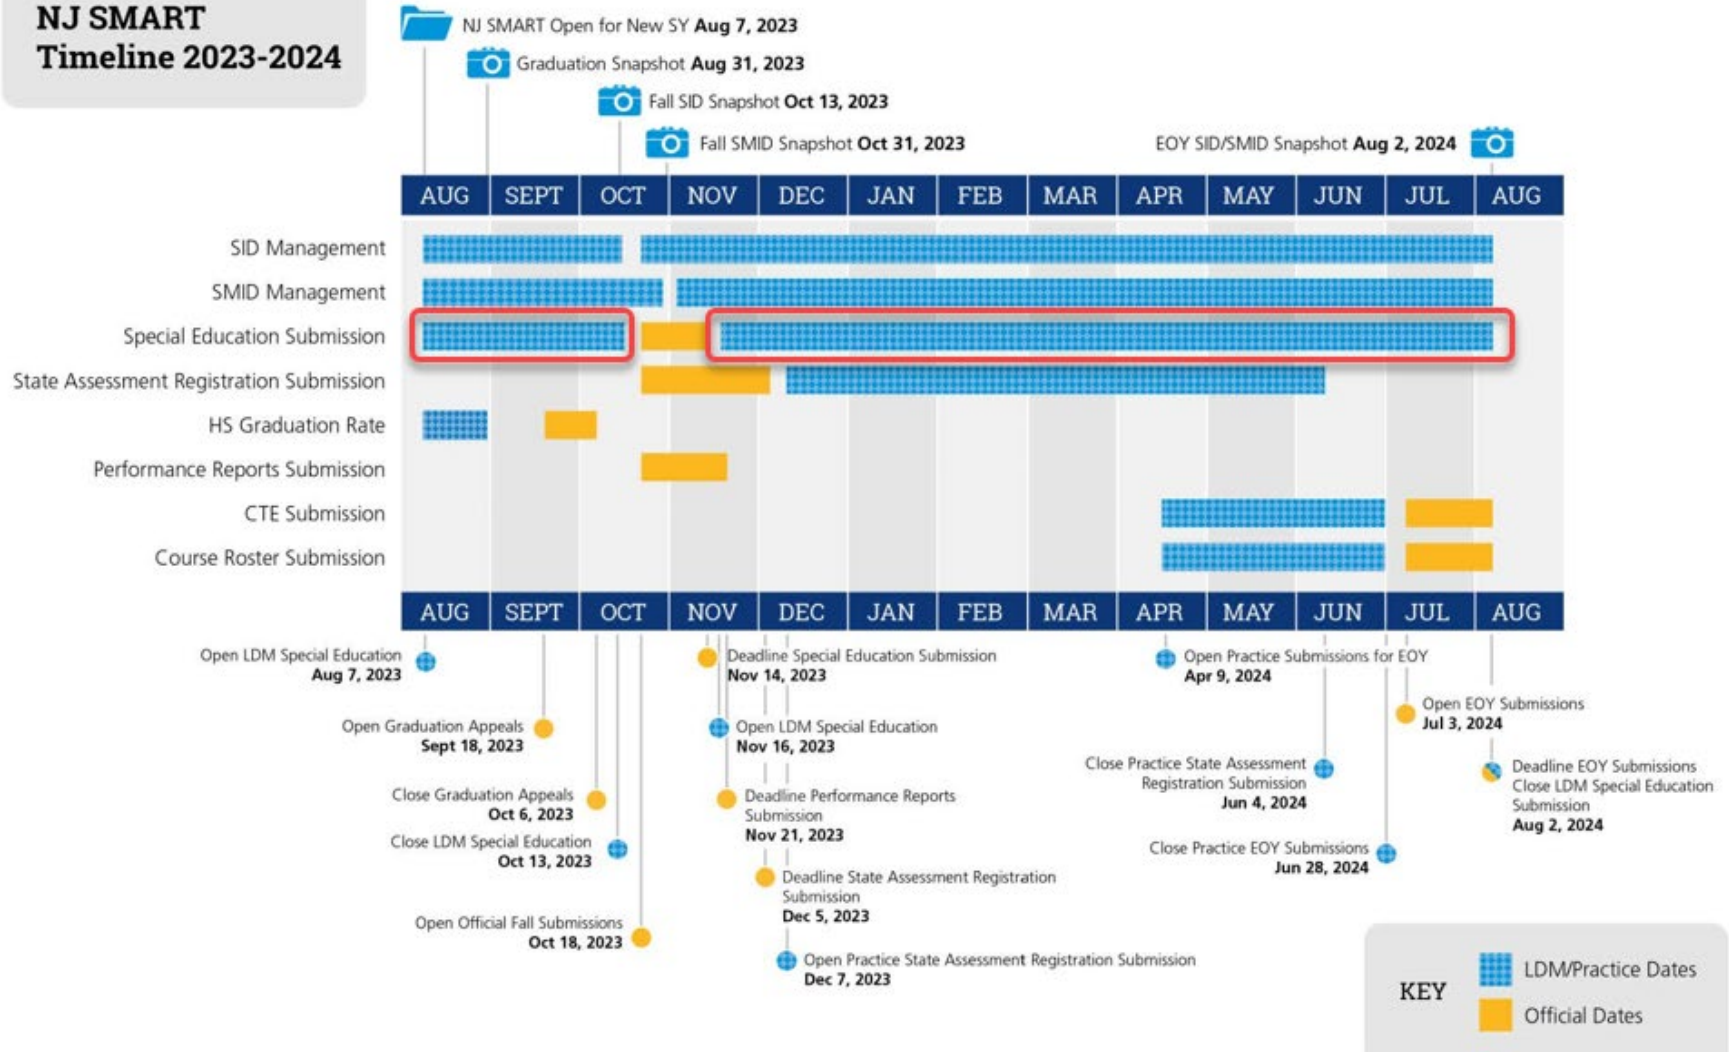 NJ SMART
Timeline 2023-2024
NJ SMART Open for New SY Aug 7, 2023
Graduation Snapshot Aug 31, 2023
Fall SID Snapshot Oct 13, 2023
Fall SMID Snapshot Oct 31, 2023
EOY SID/SMID Snapshot Aug 2, 2024
AUG SEPT OCT NOV DEC JAN FEB MAR APR MAY JUN JUL AUG
SID Management
SMID Management
Special Education Submission
State Assessment Registration Submission
HS Graduation Rate
Performance Reports Submission
CTE Submission
Course Roster Submission
AUG SEPT OCT NOV DEC JAN FEB MAR APR MAY JUN JUL AUG
Open LDM Special Education
Aug 7, 2023
Open Graduation Appeals
Sept 18, 2023
Close Graduation Appeals
Oct 6, 2023
Close LDM Special Education
Oct 13, 2023
Open Official Fall Submissions
Oct 18, 2023
Deadline Special Education Submission
Nov 14, 2023
Open LDM Special Education
Nov 16, 2023
Deadline Performance Reports
Submission
Nov 21, 2023
Deadline State Assessment Registration
Submission
Dec 5, 2023
Open Practice State Assessment Registration Submission
Dec 7, 2023
Open Practice Submissions for EOY
Apr 9, 2024
Close Practice State Assessment
Registration Submission
Jun 4, 2024
Close Practice EOY Submissions
Jun 28, 2024
Open EOY Submissions
Jul 3, 2024
Deadline EOY Submissions
Close LDM Special Education
Submission
Aug 2, 2024
KEY
LDM/Practice Dates
Official Dates